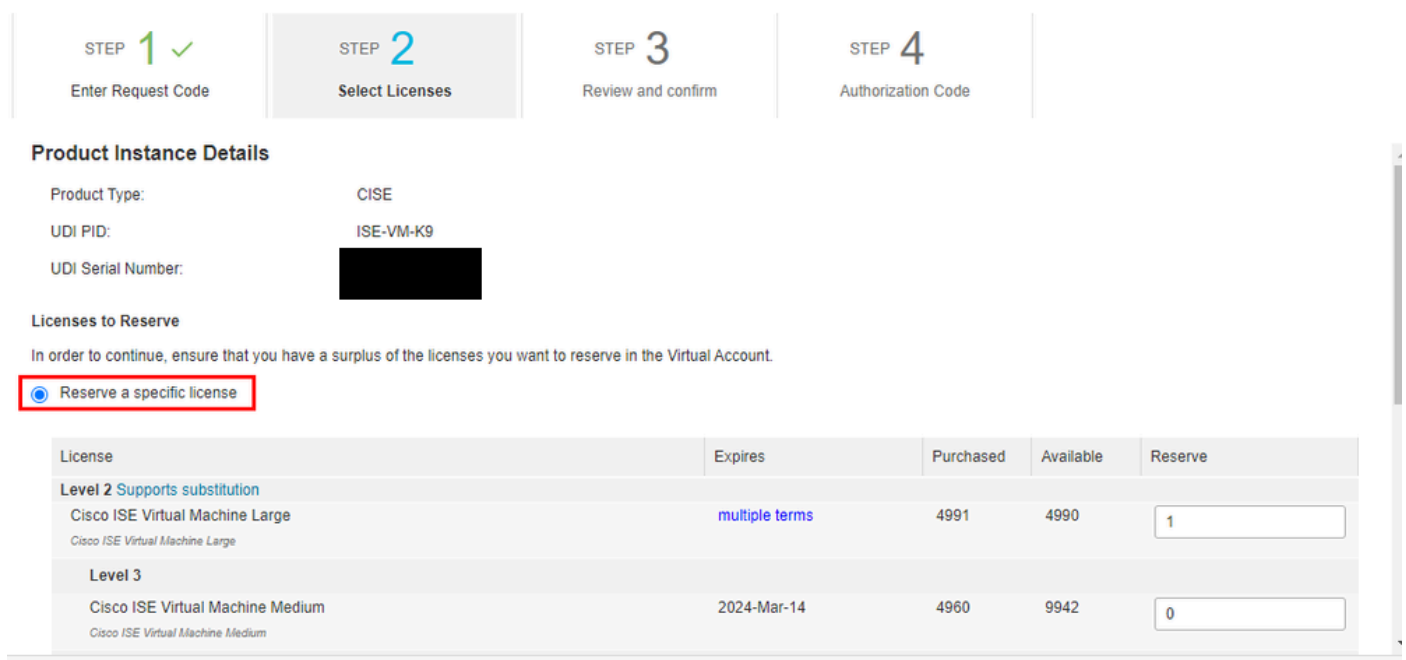 STEP 1 STEP 2 STEP 3 STEP 4
Enter Request Code Select Licenses Review and confirm Authorization Code
Product Instance Details
Product Type: CISE
UDI PID: ISE-VM-K9
UDI Serial Number:
Licenses to Reserve
In order to continue, ensure that you have a surplus of the licenses you want to reserve in the Virtual Account.
Reserve a specific license
License Expires Purchased Available Reserve
Level 2 Supports substitution
Cisco ISE Virtual Machine Large multiple terms 4991 4990 1
Cisco ISE Virtual Machine Large
Level 3
Cisco ISE Virtual Machine Medium 2024-Mar-14 4960 9942 0
Cisco ISE Virtual Machine Medium